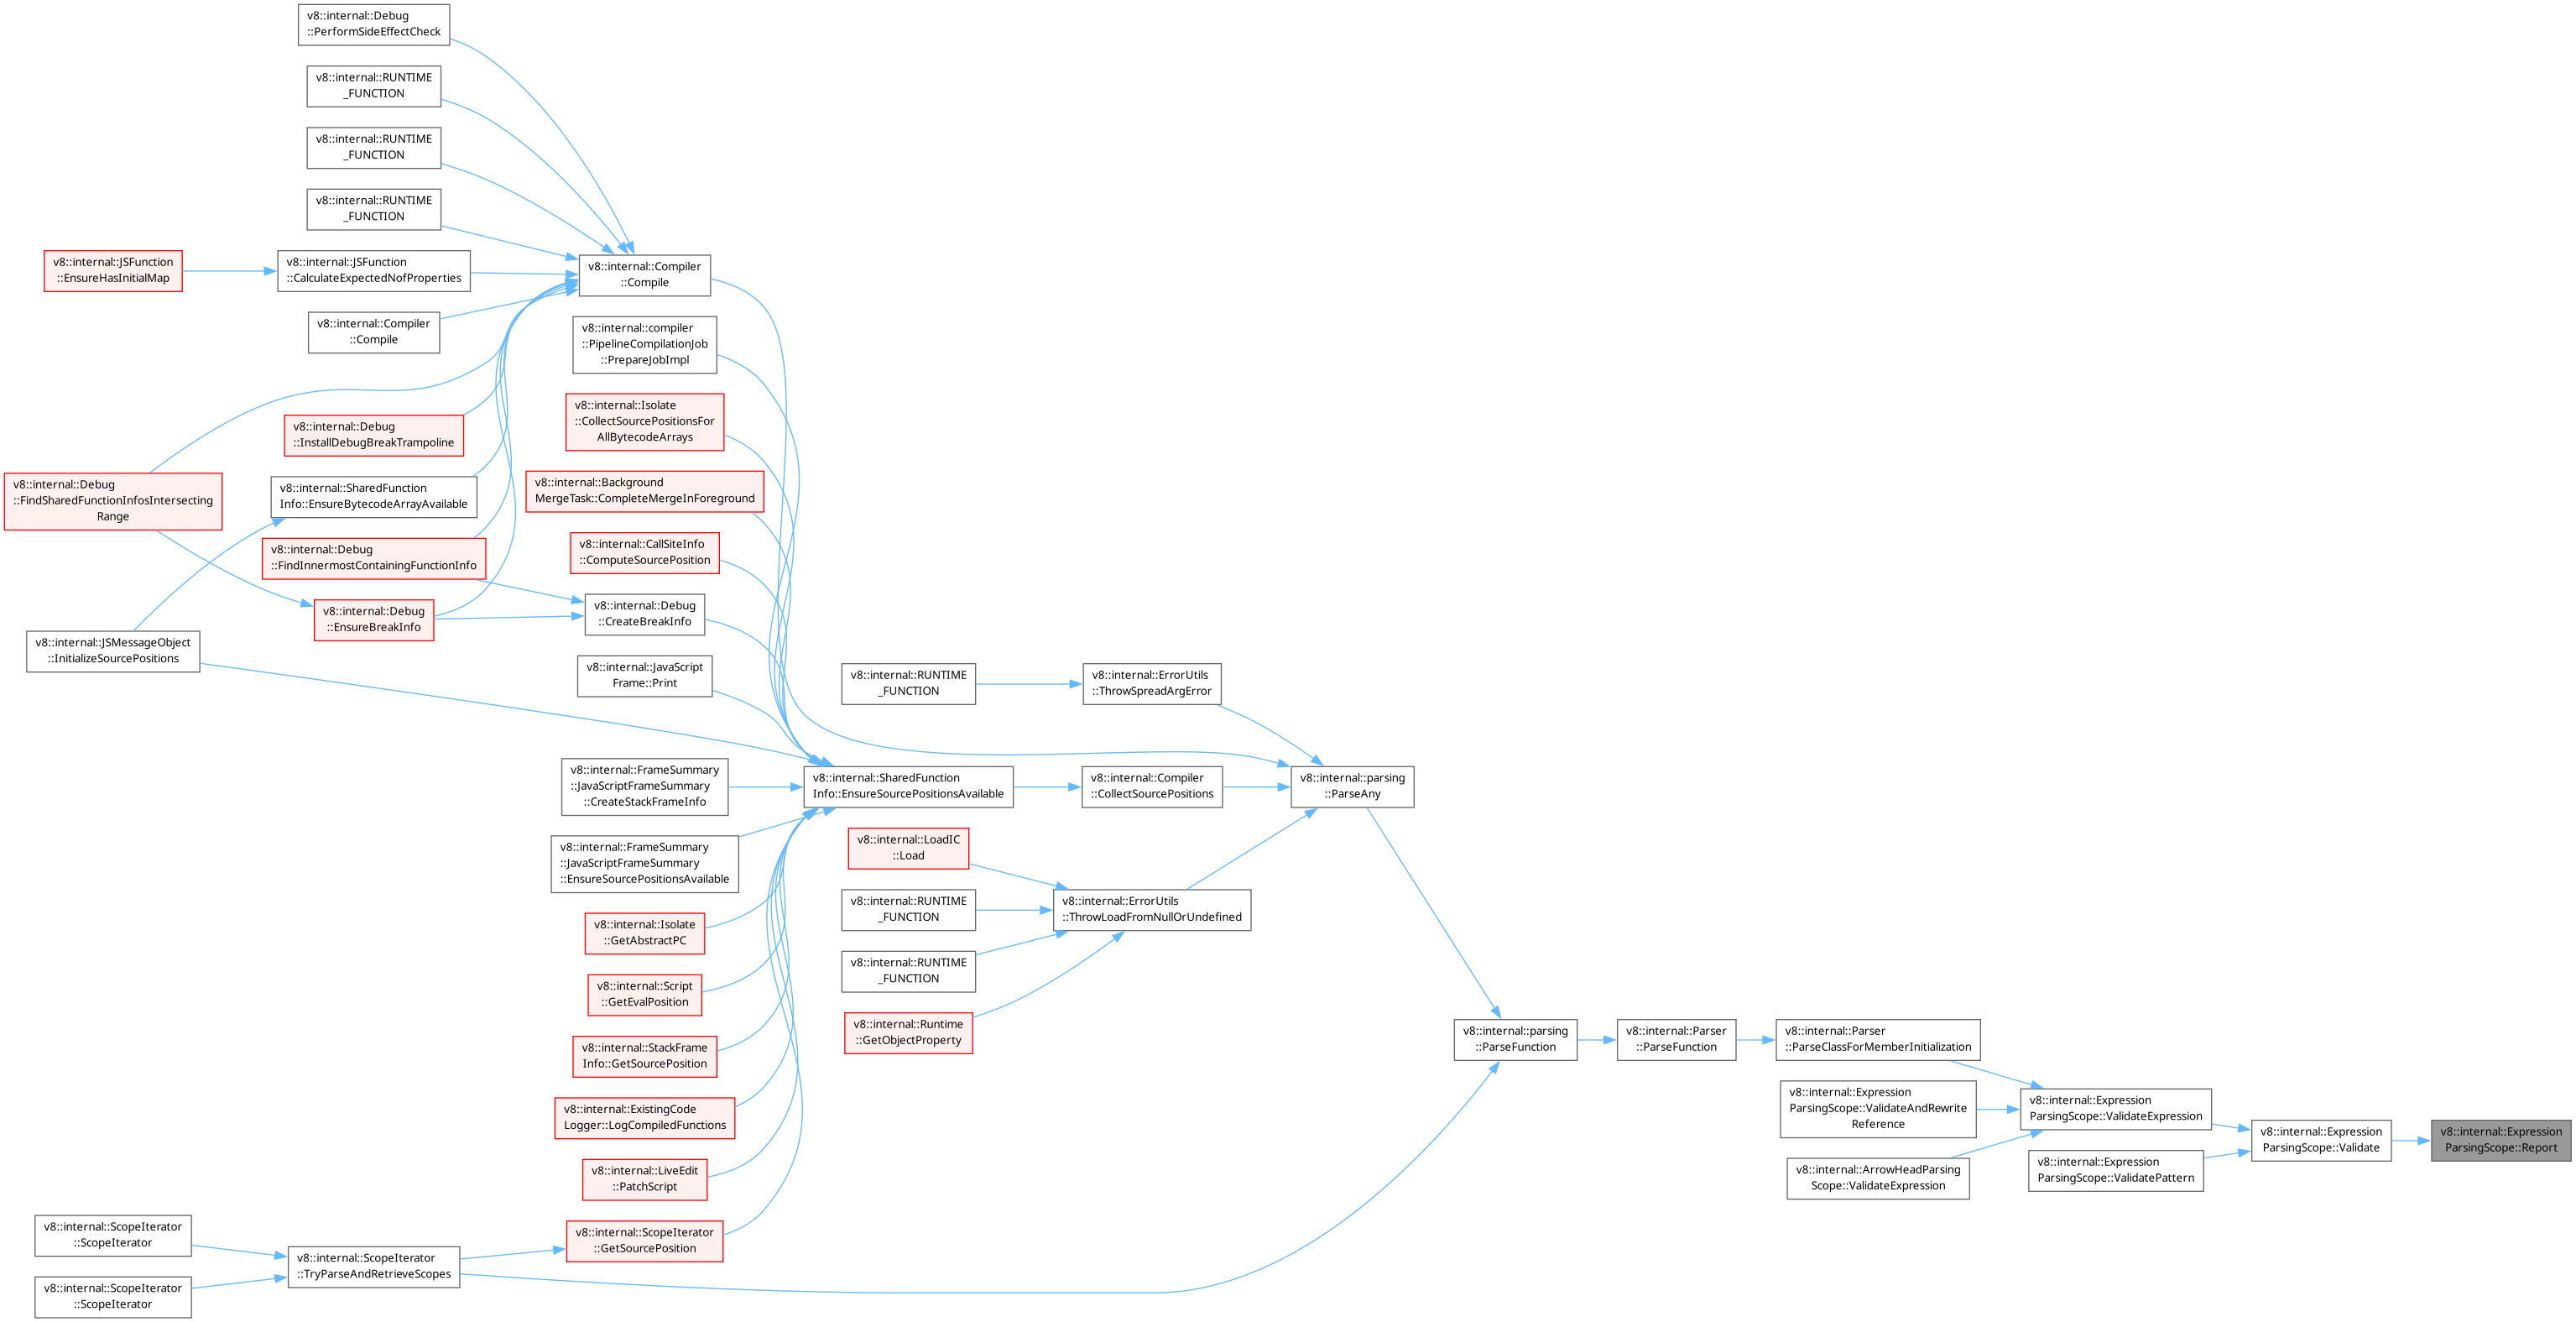 v8::internal::Debug
::PerformSideEffectCheck
v8::internal::RUNTIME
_FUNCTION
v8::internal::RUNTIME
_FUNCTION
v8::internal::RUNTIME
_FUNCTION
v8::internal::JSFunction
::EnsureHasInitialMap
v8::internal::JSFunction
::CalculateExpectedNofProperties
v8::internal::Compiler
::Compile
v8::internal::Compiler
::Compile
v8::internal::compiler
::PipelineCompilationJob
::PrepareJobImpl
v8::internal::Isolate
::CollectSourcePositionsFor
AllBytecodeArrays
v8::internal::Debug
::InstallDebugBreakTrampoline
v8::internal::Debug
::FindSharedFunctionInfosIntersecting
Range
v8::internal::SharedFunction
Info::EnsureBytecodeArrayAvailable
v8::internal::Background
MergeTask::CompleteMergeInForeground
v8::internal::Debug
::FindInnermostContainingFunctionInfo
v8::internal::CallSiteInfo
::ComputeSourcePosition
v8::internal::Debug
::EnsureBreakInfo
v8::internal::Debug
::CreateBreakInfo
v8::internal::JSMessageObject
::InitializeSourcePositions
v8::internal::JavaScript
Frame::Print
v8::internal::RUNTIME
_FUNCTION
v8::internal::ErrorUtils
::ThrowSpreadArgError
v8::internal::FrameSummary
::JavaScriptFrameSummary
::CreateStackFrameInfo
v8::internal::SharedFunction
Info::EnsureSourcePositionsAvailable
v8::internal::Compiler
::CollectSourcePositions
v8::internal::parsing
::ParseAny
v8::internal::FrameSummary
::JavaScriptFrameSummary
::EnsureSourcePositionsAvailable
v8::internal::LoadIC
::Load
v8::internal::Isolate
::GetAbstractPC
v8::internal::RUNTIME
_FUNCTION
v8::internal::ErrorUtils
::ThrowLoadFromNullOrUndefined
v8::internal::Script
::GetEvalPosition
v8::internal::RUNTIME
_FUNCTION
v8::internal::StackFrame
Info::GetSourcePosition
v8::internal::Runtime
::GetObjectProperty
v8::internal::parsing
::ParseFunction
v8::internal::Parser
::ParseFunction
v8::internal::Parser
::ParseClassForMemberInitialization
v8::internal::ExistingCode
Logger::LogCompiledFunctions
v8::internal::Expression
ParsingScope::ValidateAndRewrite
Reference
v8::internal::Expression
ParsingScope::ValidateExpression
v8::internal::LiveEdit
::PatchScript
v8::internal::ArrowHeadParsing
Scope::ValidateExpression
v8::internal::Expression
ParsingScope::ValidatePattern
v8::internal::Expression
ParsingScope::Validate
v8::internal::Expression
ParsingScope::Report
v8::internal::ScopeIterator
::ScopeIterator
v8::internal::ScopeIterator
::TryParseAndRetrieveScopes
v8::internal::ScopeIterator
::GetSourcePosition
v8::internal::ScopeIterator
::ScopeIterator